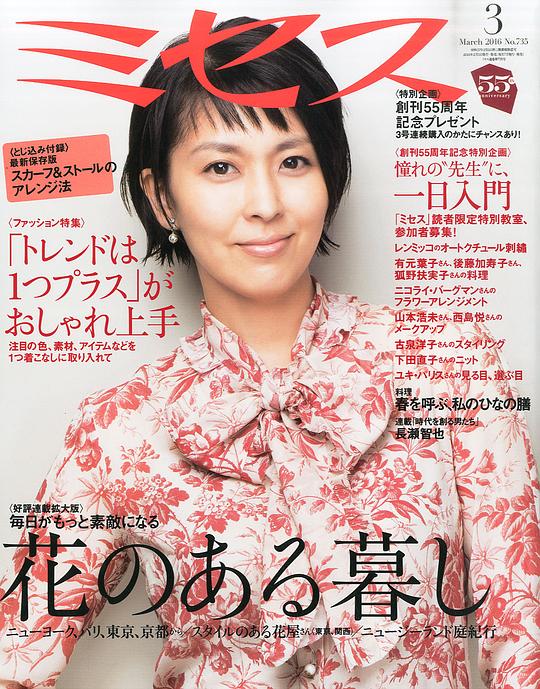 ミセス
3
March 2016 No.735
55th
anniversary
〈特別企画〉
創刊55周年
記念プレゼント
3号連続購入のかたにチャンスあり!
〈とじ込み付録〉
最新保存版
スカーフ&ストールの
アレンジ法
〈創刊55周年記念特別企画〉
憧れの〝先生〟に、
一日入門
「ミセス」読者限定特別教室、
参加者募集!
レンミッコのオートクチュール刺繡
有元葉子さん、後藤加寿子さん、
狐野扶実子さんの料理
ニコライ・バーグマンさんの
フラワーアレンジメント
山本浩未さん、西島悦さんの
メークアップ
古泉洋子さんのスタイリング
下田直子さんのニット
ユキ・パリスさんの見る目、選ぶ目
〈ファッション特集〉
「トレンドは
1つプラス」が
おしゃれ上手
注目の色、素材、アイテムなどを
1つ着こなしに取り入れて
料理
春を呼ぶ、私のひなの膳
連載「時代を創る男たち」
長瀬智也
〈好評連載拡大版〉
毎日がもっと素敵になる
花のある暮し
ニューヨーク、パリ、東京、京都から/スタイルのある花屋さん(東京、関西)/ニュージーランド庭紀行